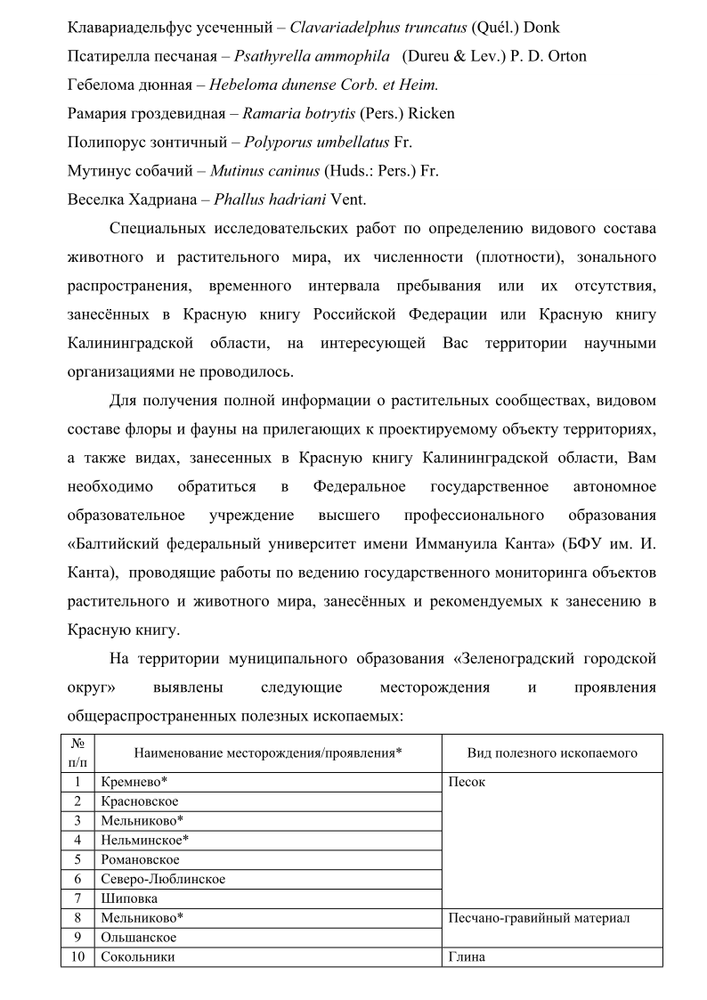 Клавариадельфус усеченный – Clavariadelphus truncatus (Quél.) Donk
Псатирелла песчаная – Psathyrella ammophila (Dureu & Lev.) P. D. Orton
Гебелома дюнная – Hebeloma dunense Corb. et Heim.
Рамария гроздевидная – Ramaria botrytis (Pers.) Ricken
Полипорус зонтичный – Polyporus umbellatus Fr.
Мутинус собачий – Mutinus caninus (Huds.: Pers.) Fr.
Веселка Хадриана – Phallus hadriani Vent.
Специальных исследовательских работ по определению видового состава
животного и растительного мира, их численности (плотности), зонального
распространения, временного интервала пребывания или их отсутствия,
занесённых в Красную книгу Российской Федерации или Красную книгу
Калининградской области, на интересующей Вас территории научными
организациями не проводилось.
Для получения полной информации о растительных сообществах, видовом
составе флоры и фауны на прилегающих к проектируемому объекту территориях,
а также видах, занесенных в Красную книгу Калининградской области, Вам
необходимо обратиться в Федеральное государственное автономное
образовательное учреждение высшего профессионального образования
«Балтийский федеральный университет имени Иммануила Канта» (БФУ им. И.
Канта), проводящие работы по ведению государственного мониторинга объектов
растительного и животного мира, занесённых и рекомендуемых к занесению в
Красную книгу.
На территории муниципального образования «Зеленоградский городской
округ» выявлены следующие месторождения и проявления
общераспространенных полезных ископаемых:
№ п/п Наименование месторождения/проявления* Вид полезного ископаемого
1 Кремнево* Песок
2 Красновское
3 Мельниково*
4 Нельминское*
5 Романовское
6 Северо-Люблинское
7 Шиповка
8 Мельниково* Песчано-гравийный материал
9 Ольшанское
10 Сокольники Глина